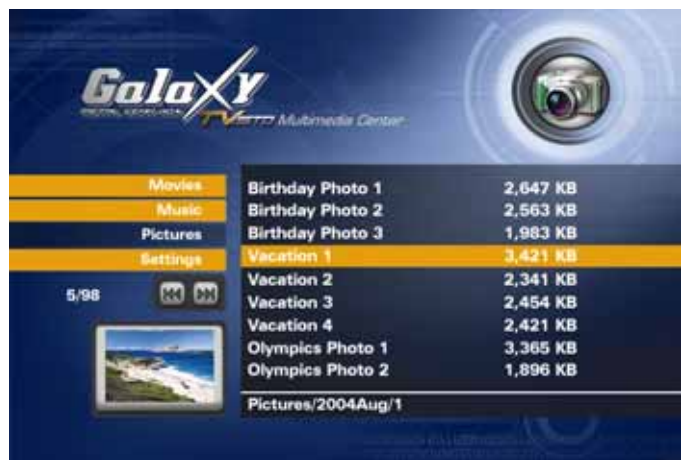 Galaxy
TVISTO Multimedia Center
Movies
Music
Pictures
Settings
5/98
Birthday Photo 1 2,647 KB
Birthday Photo 2 2,563 KB
Birthday Photo 3 1,983 KB
Vacation 1 3,421 KB
Vacation 2 2,341 KB
Vacation 3 2,454 KB
Vacation 4 2,421 KB
Olympics Photo 1 3,365 KB
Olympics Photo 2 1,896 KB
Pictures/2004Aug/1